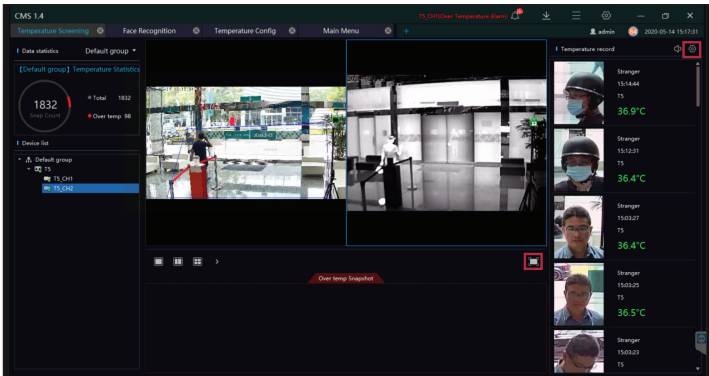 CMS 1.4
T5_CH1(Over Temperature Alarm)
Temperature Screening
Face Recognition
Temperature Config
Main Menu
+
admin
2020-05-14 15:17:31
Data statistics
Default group
【Default group】Temperature Statistics
1832
Snap Count
Total 1832
Over temp 98
Device list
Default group
T5
T5_CH1
T5_CH2
Over temp Snapshot
Temperature record
Stranger
15:14:44
T5
36.9°C
Stranger
15:12:31
T5
36.4°C
Stranger
15:03:27
T5
36.4°C
Stranger
15:03:25
T5
36.5°C
Stranger
15:03:23
T5